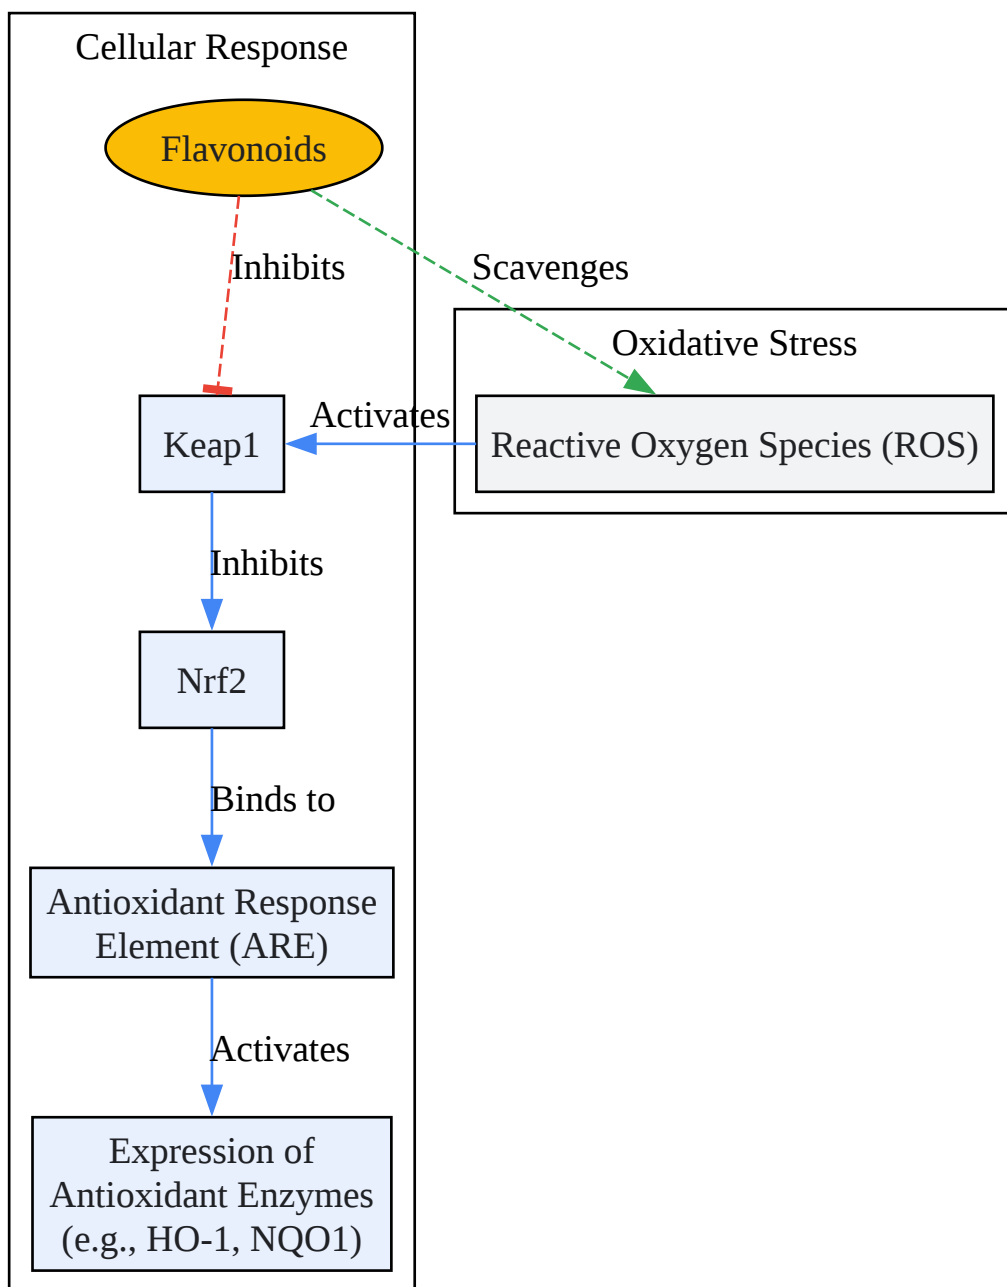 Cellular Response
Flavonoids
Inhibits
Scavenges
Oxidative Stress
Activates
Keap1
Reactive Oxygen Species (ROS)
Inhibits
Nrf2
Binds to
Antioxidant Response
Element (ARE)
Activates
Expression of
Antioxidant Enzymes
(e.g., HO-1, NQO1)